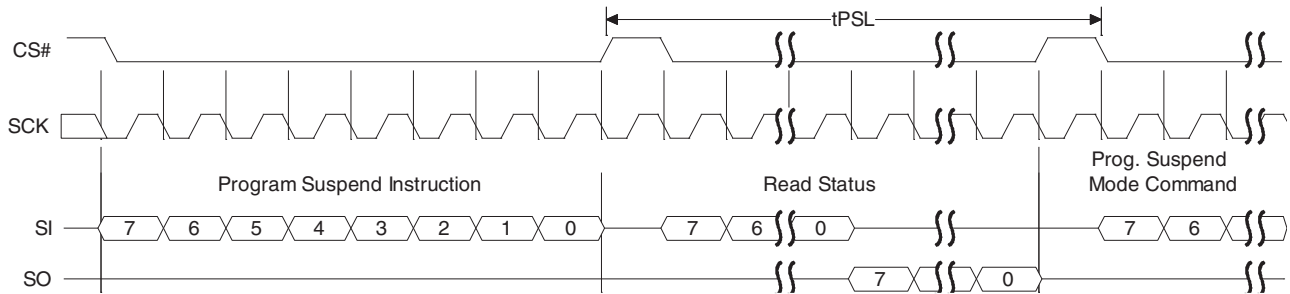 tPSL
CS#
SCK
Prog. Suspend
Program Suspend Instruction Read Status Mode Command
SI 7 6 5 4 3 2 1 0 7 6 0 7 6
SO 7 0